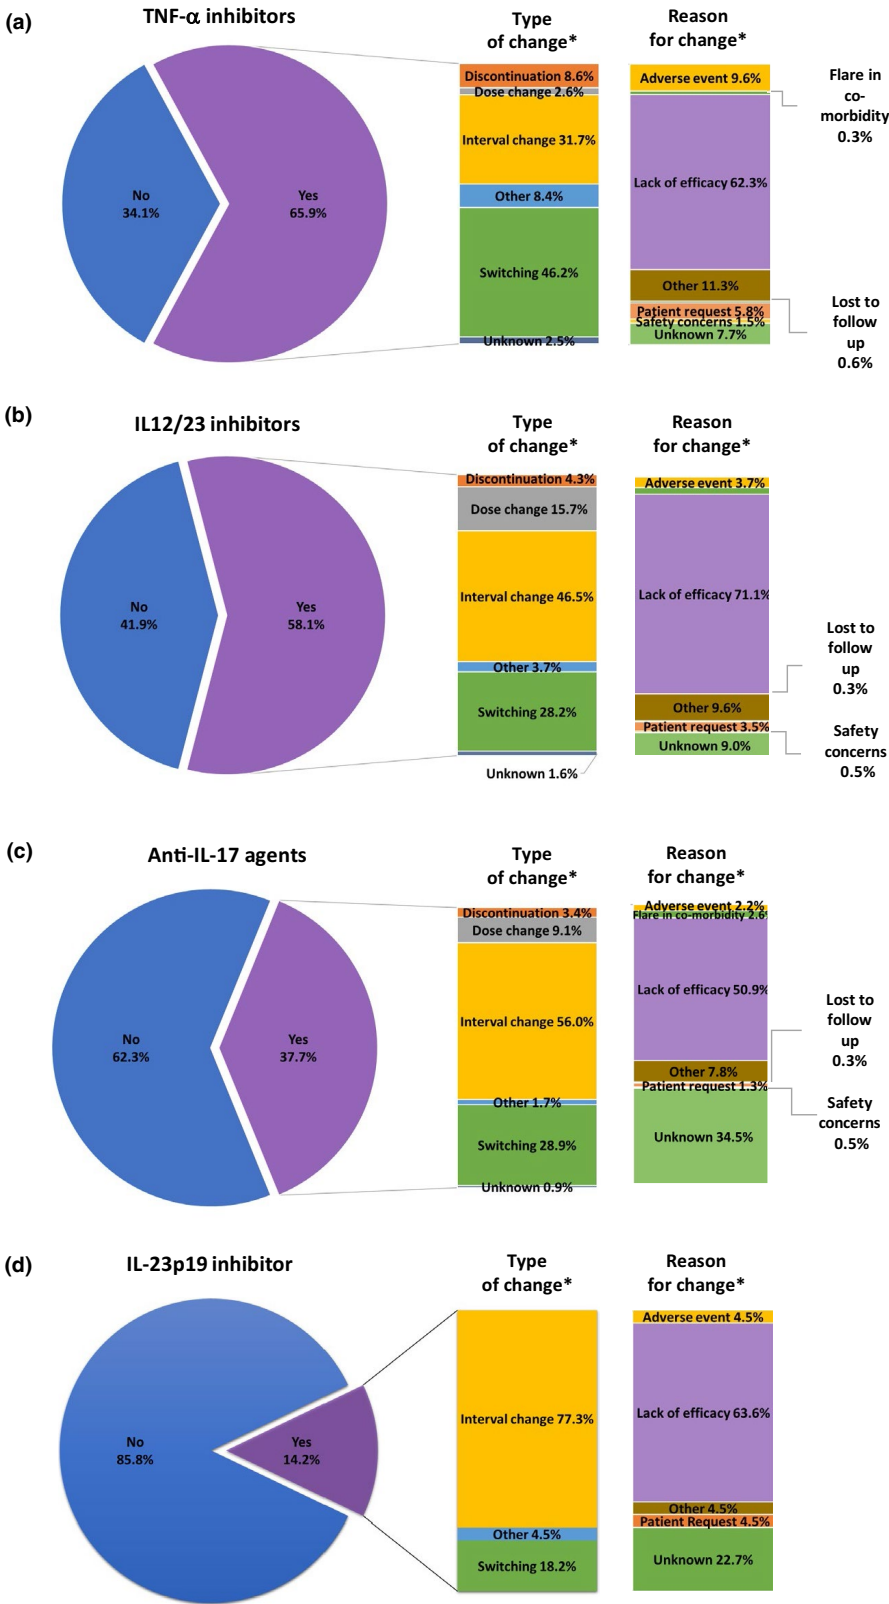 (a)
TNF-α inhibitors
No
34.1%
Yes
65.9%
Type
of change*
Discontinuation 8.6%
Dose change 2.6%
Interval change 31.7%
Other 8.4%
Switching 46.2%
Unknown 2.5%
Reason
for change*
Adverse event 9.6%
Lack of efficacy 62.3%
Other 11.3%
Patient request 5.8%
Safety concerns 1.5%
Unknown 7.7%
Flare in
co-
morbidity
0.3%
Lost to
follow
up
0.6%
(b)
IL12/23 inhibitors
No
41.9%
Yes
58.1%
Type
of change*
Discontinuation 4.3%
Dose change 15.7%
Interval change 46.5%
Other 3.7%
Switching 28.2%
Unknown 1.6%
Reason
for change*
Adverse event 3.7%
Lack of efficacy 71.1%
Other 9.6%
Patient request 3.5%
Unknown 9.0%
Lost to
follow
up
0.3%
Safety
concerns
0.5%
(c)
Anti-IL-17 agents
No
62.3%
Yes
37.7%
Type
of change*
Discontinuation 3.4%
Dose change 9.1%
Interval change 56.0%
Other 1.7%
Switching 28.9%
Unknown 0.9%
Reason
for change*
Adverse event 2.2%
Flare in co-morbidity 2.6%
Lack of efficacy 50.9%
Other 7.8%
Patient request 1.3%
Unknown 34.5%
Lost to
follow
up
0.3%
Safety
concerns
0.5%
(d)
IL-23p19 inhibitor
No
85.8%
Yes
14.2%
Type
of change*
Interval change 77.3%
Other 4.5%
Switching 18.2%
Reason
for change*
Adverse event 4.5%
Lack of efficacy 63.6%
Other 4.5%
Patient Request 4.5%
Unknown 22.7%